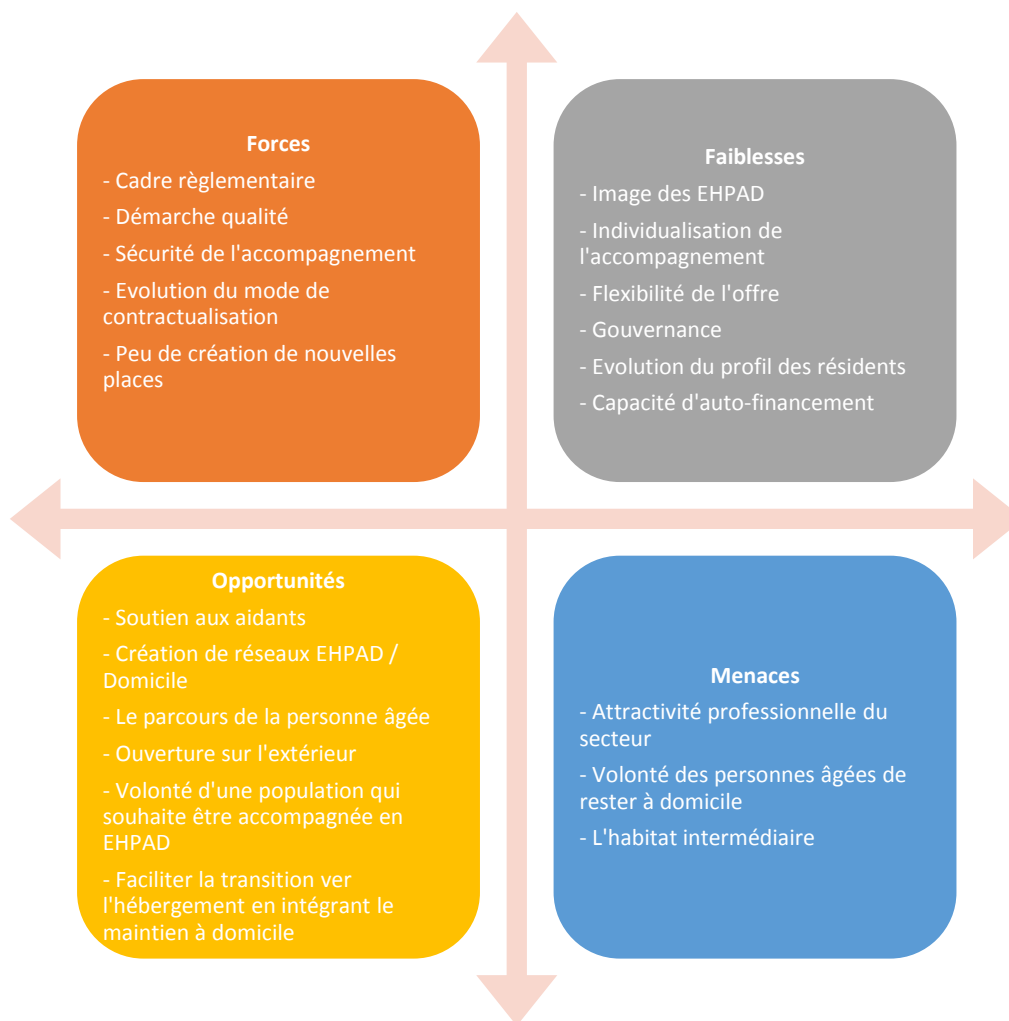 Forces
- Cadre règlementaire
- Démarche qualité
- Sécurité de l'accompagnement
- Evolution du mode de
contractualisation
- Peu de création de nouvelles
places
Faiblesses
- Image des EHPAD
- Individualisation de
l'accompagnement
- Flexibilité de l'offre
- Gouvernance
- Evolution du profil des résidents
- Capacité d'auto-financement
Opportunités
- Soutien aux aidants
- Création de réseaux EHPAD /
Domicile
- Le parcours de la personne âgée
- Ouverture sur l'extérieur
- Volonté d'une population qui
souhaite être accompagnée en
EHPAD
- Faciliter la transition ver
l'hébergement en intégrant le
maintien à domicile
Menaces
- Attractivité professionnelle du
secteur
- Volonté des personnes âgées de
rester à domicile
- L'habitat intermédiaire